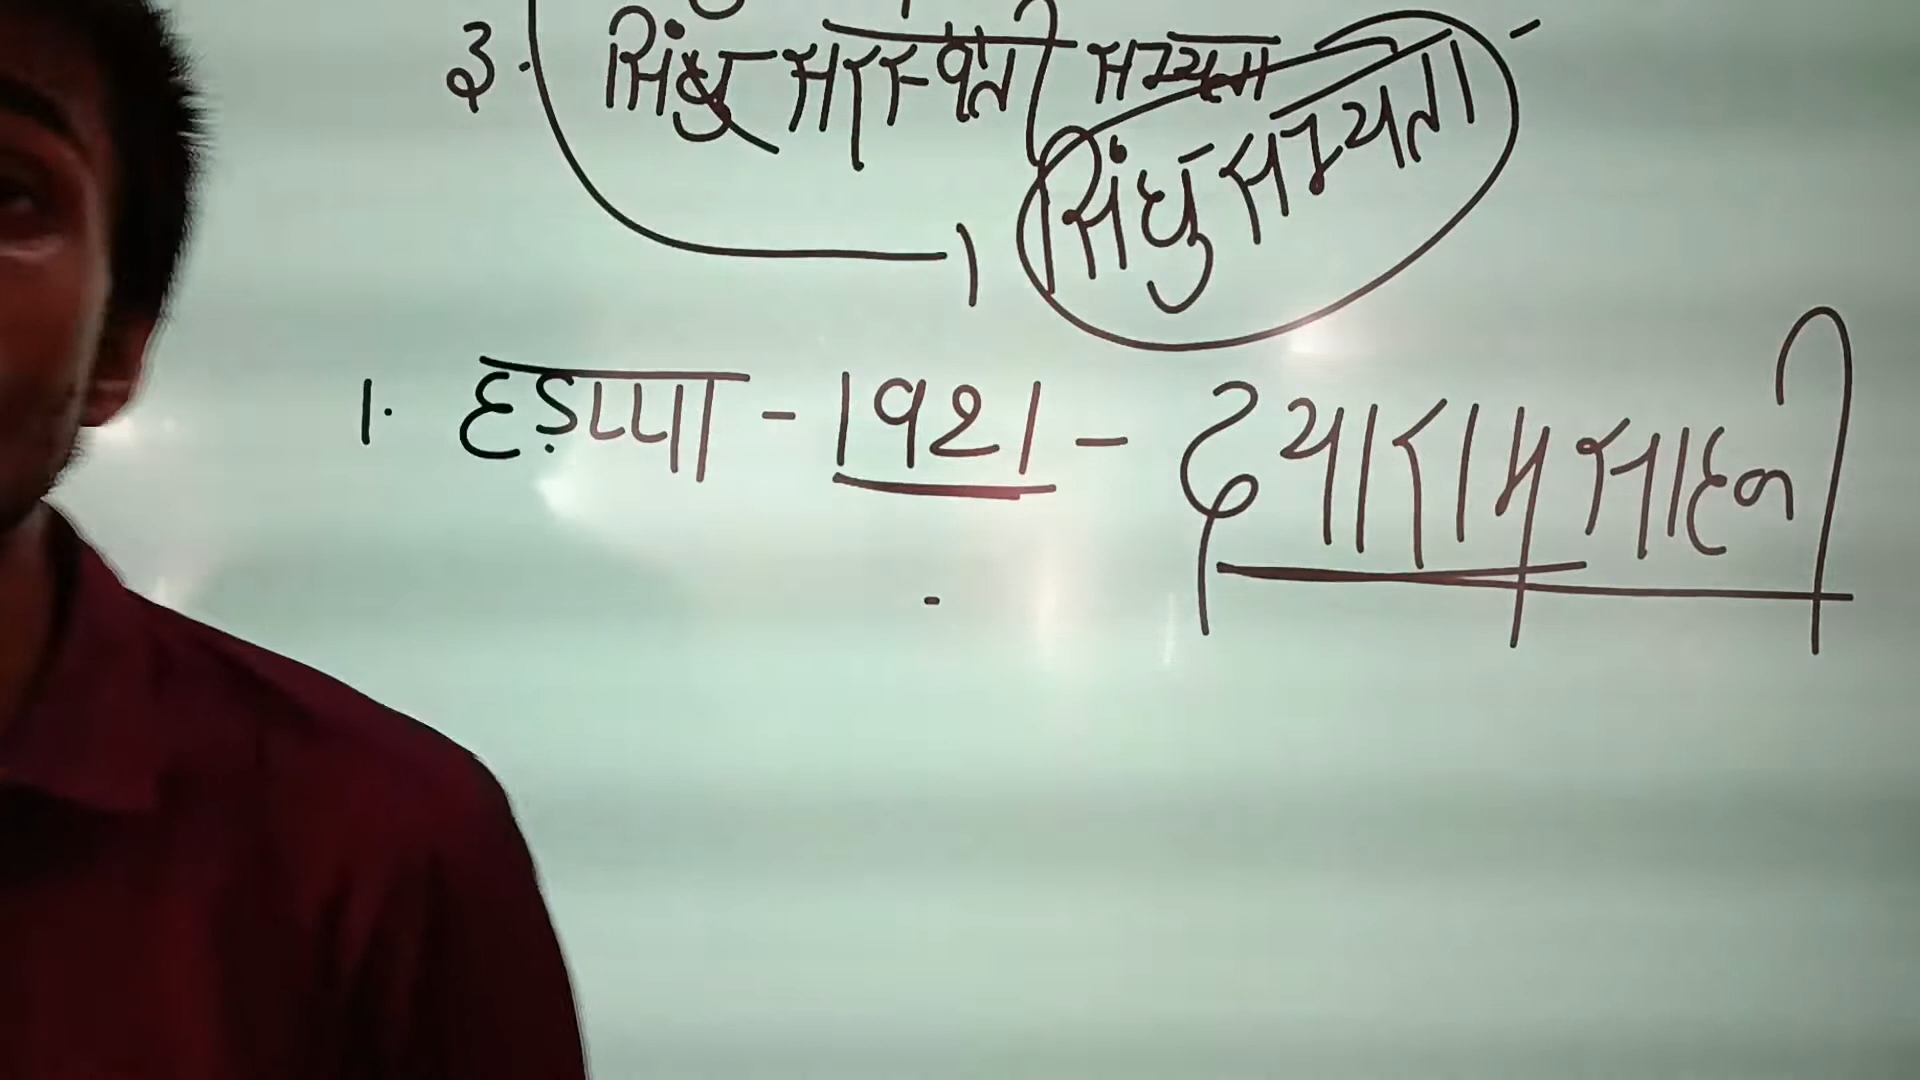 ३. सिंधु सरस्वती सभ्यता
सिंधु सभ्यता
1. हड़प्पा - 1921 - दयाराम साहनी